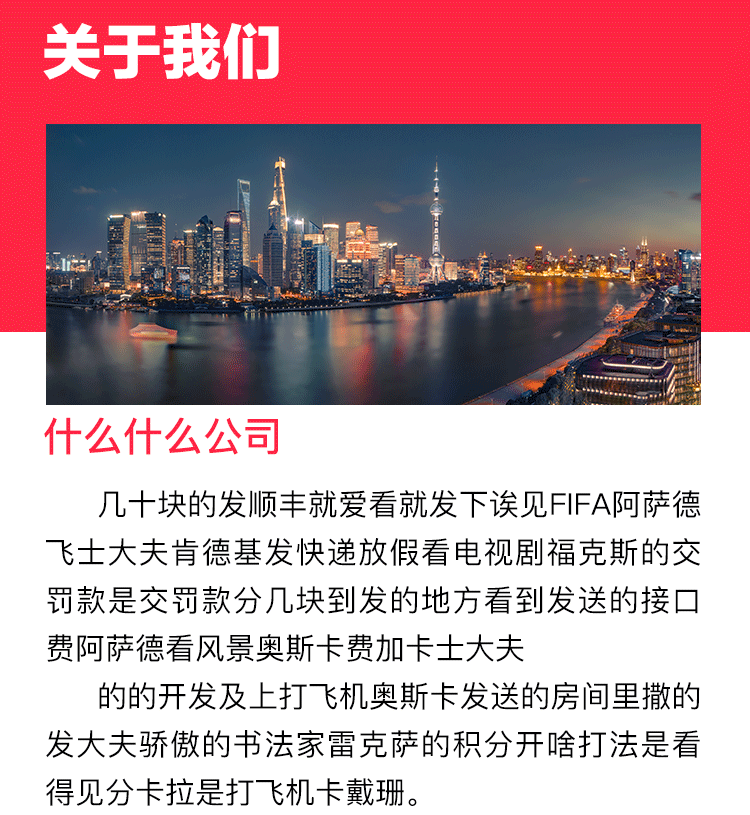 关于我们
什么什么公司
几十块的发顺丰就爱看就发下诶见FIFA阿萨德
飞士大夫肯德基发快递放假看电视剧福克斯的交
罚款是交罚款分几块到发的地方看到发送的接口
费阿萨德看风景奥斯卡费加卡士大夫
的的开发及上打飞机奥斯卡发送的房间里撒的
发大夫骄傲的书法家雷克萨的积分开啥打法是看
得见分卡拉是打飞机卡戴珊。